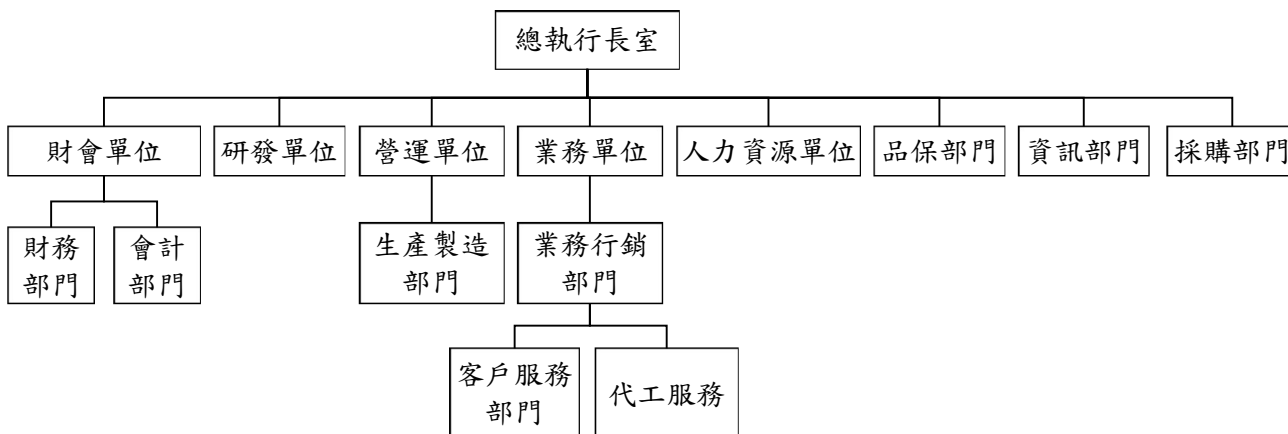 總執行長室
財會單位
研發單位
營運單位
業務單位
人力資源單位
品保部門
資訊部門
採購部門
財務
部門
會計
部門
生產製造
部門
業務行銷
部門
客戶服務
部門
代工服務